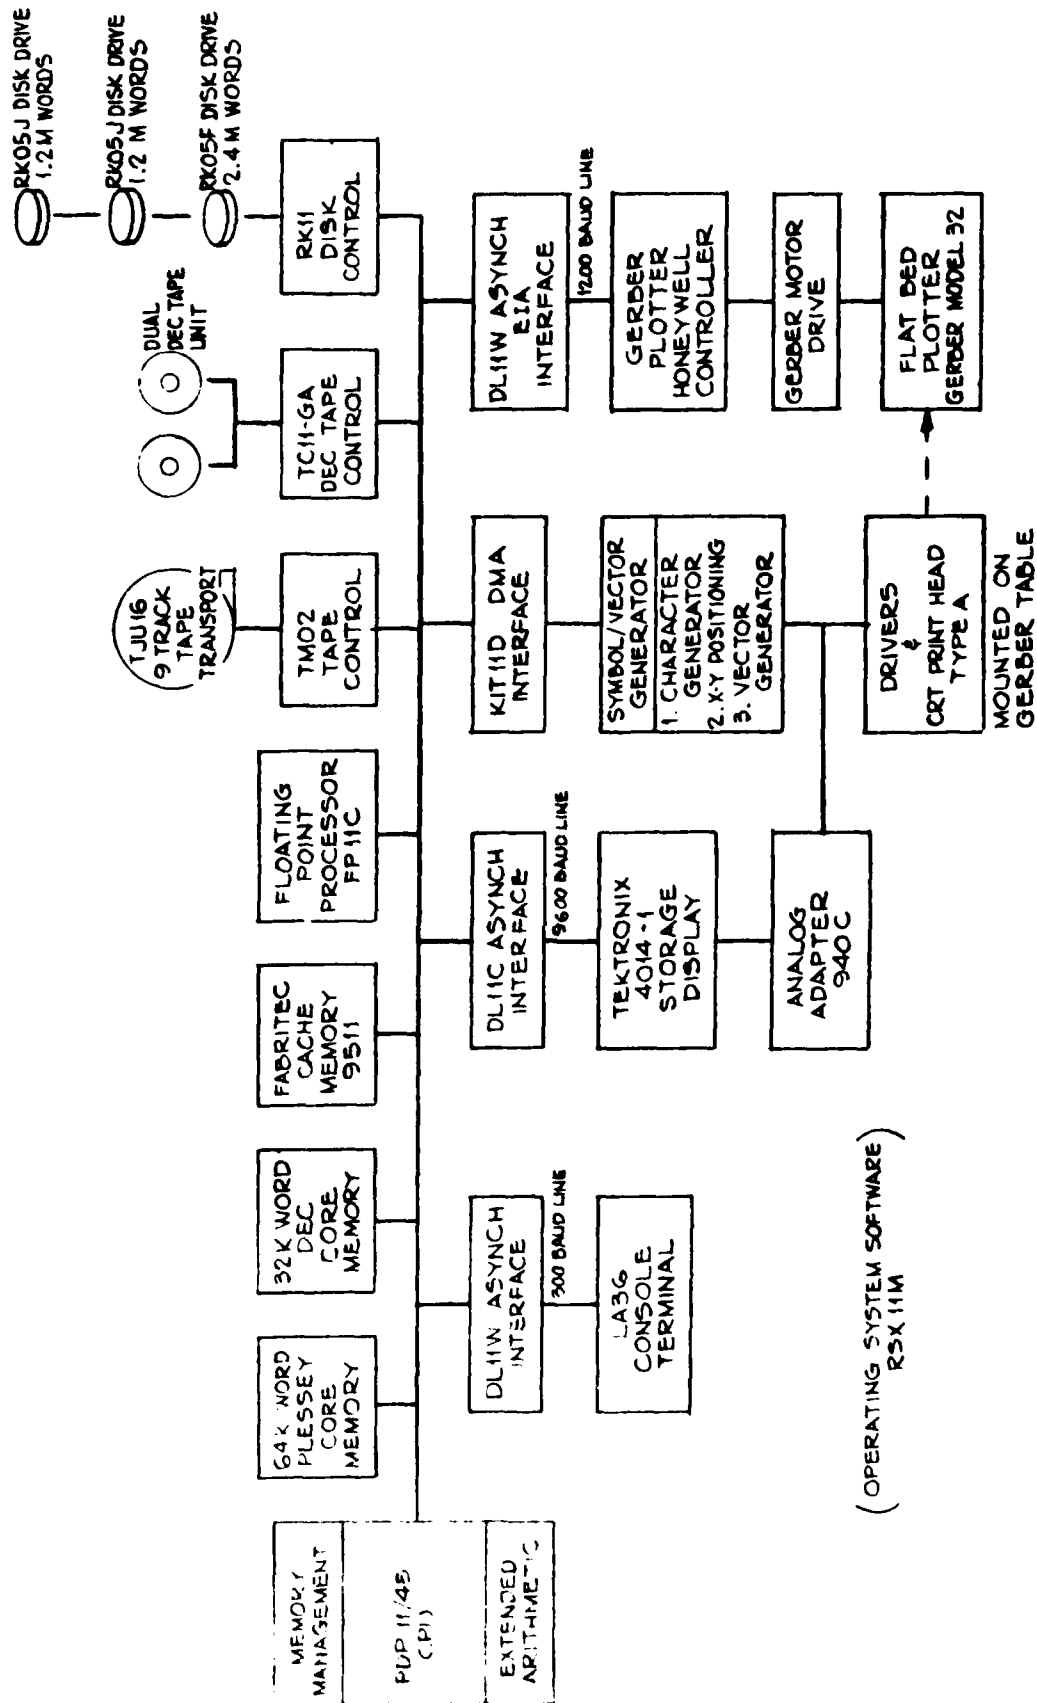 RK05J DISK DRIVE
1.2M WORDS
RK05J DISK DRIVE
1.2 M WORDS
RK05F DISK DRIVE
2.4 M WORDS
DUAL
DEC TAPE
UNIT
TJU16
9 TRACK
TAPE
TRANSPORT
MEMORY
MANAGEMENT
PDP 11/45
EXTENDED
ARITHMETIC
64K WORD
PLESSEY
CORE
MEMORY
32K WORD
DEC
CORE
MEMORY
FABRITEC
CACHE
MEMORY
9511
FLOATING
POINT
PROCESSOR
FP11C
TM02
TAPE
CONTROL
TC11-GA
DEC TAPE
CONTROL
RK11
DISK
CONTROL
DL11W ASYNCH
INTERFACE
300 BAUD LINE
LA36
CONSOLE
TERMINAL
DL11C ASYNCH
INTERFACE
9600 BAUD LINE
TEKTRONIX
4014-1
STORAGE
DISPLAY
ANALOG
ADAPTER
940C
KIT11D DMA
INTERFACE
SYMBOL/VECTOR
GENERATOR
1. CHARACTER
GENERATOR
2. X-Y POSITIONING
3. VECTOR
GENERATOR
DRIVERS
&
CRT PRINT HEAD
TYPE A
MOUNTED ON
GERBER TABLE
DL11W ASYNCH
EIA
INTERFACE
1200 BAUD LINE
GERBER
PLOTTER
HONEYWELL
CONTROLLER
GERBER MOTOR
DRIVE
FLAT BED
PLOTTER
GERBER MODEL 32
(OPERATING SYSTEM SOFTWARE
RSX 11M)